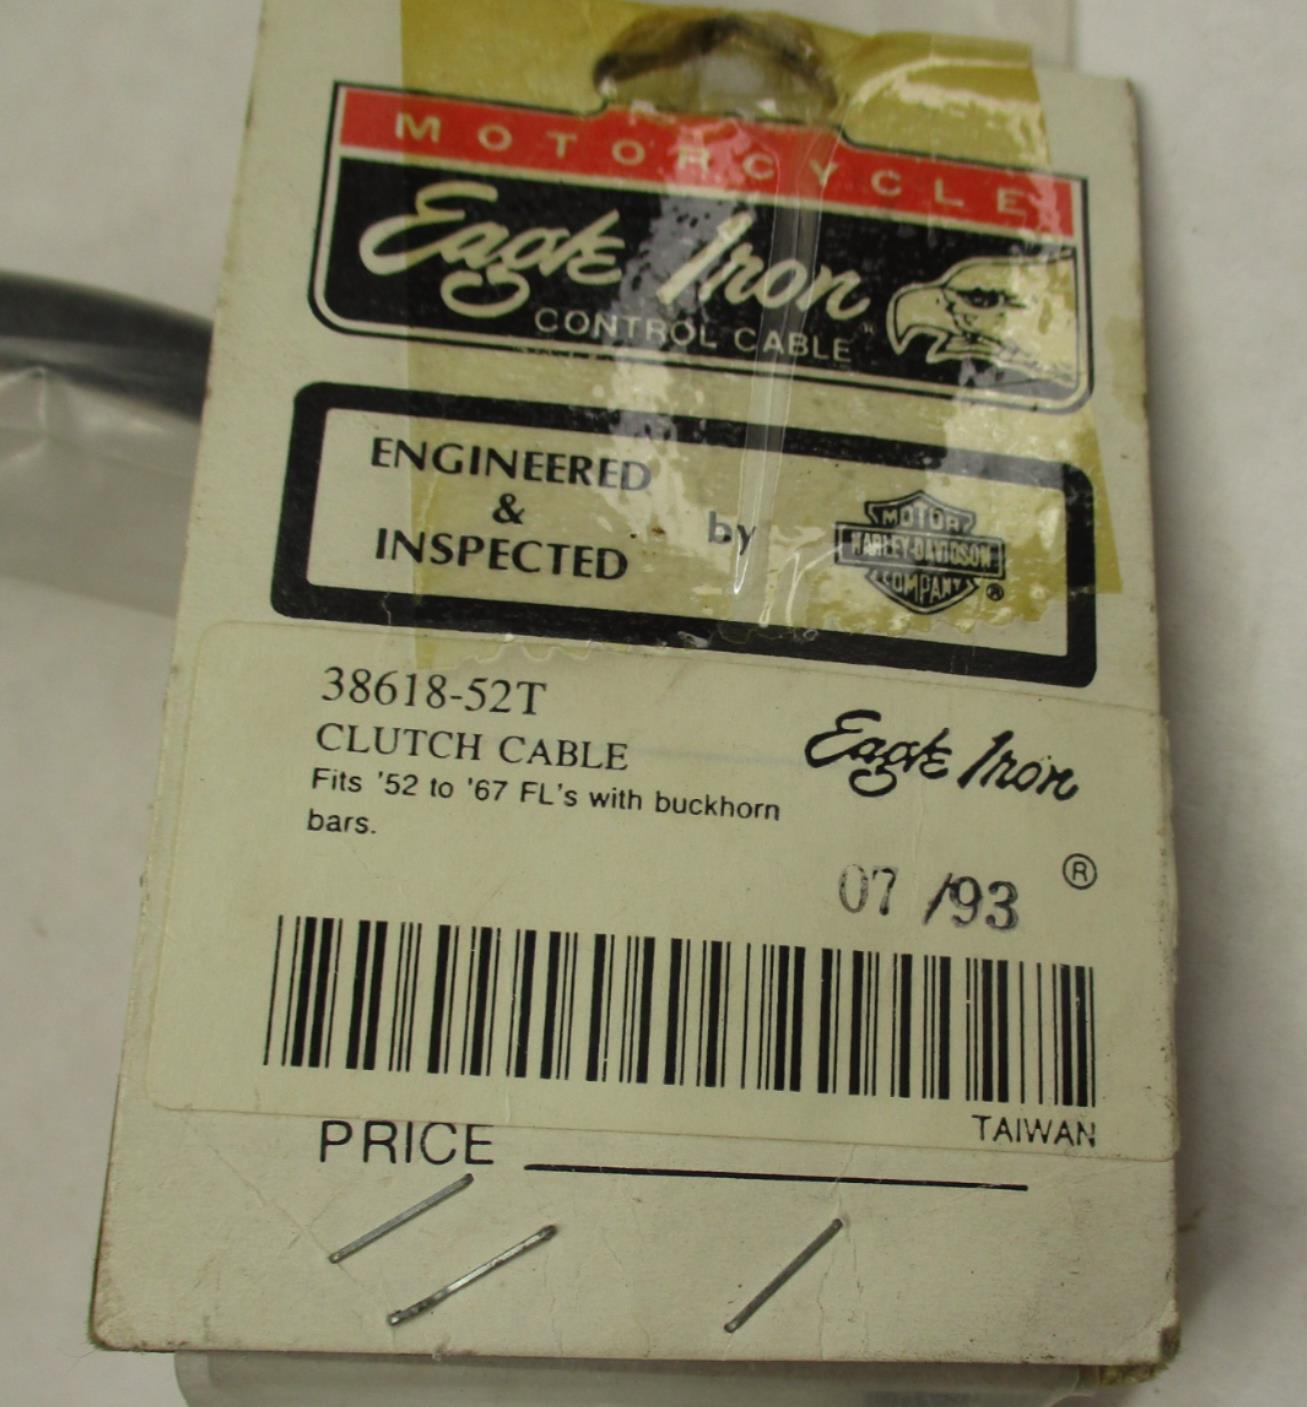 MOTORCYCLE
Eagle Iron
CONTROL CABLE
ENGINEERED
&
INSPECTED
by
MOTOR
HARLEY-DAVIDSON
COMPANY
®
38618-52T
CLUTCH CABLE
Fits '52 to '67 FL's with buckhorn
bars.
Eagle Iron
®
07 /93
TAIWAN
PRICE